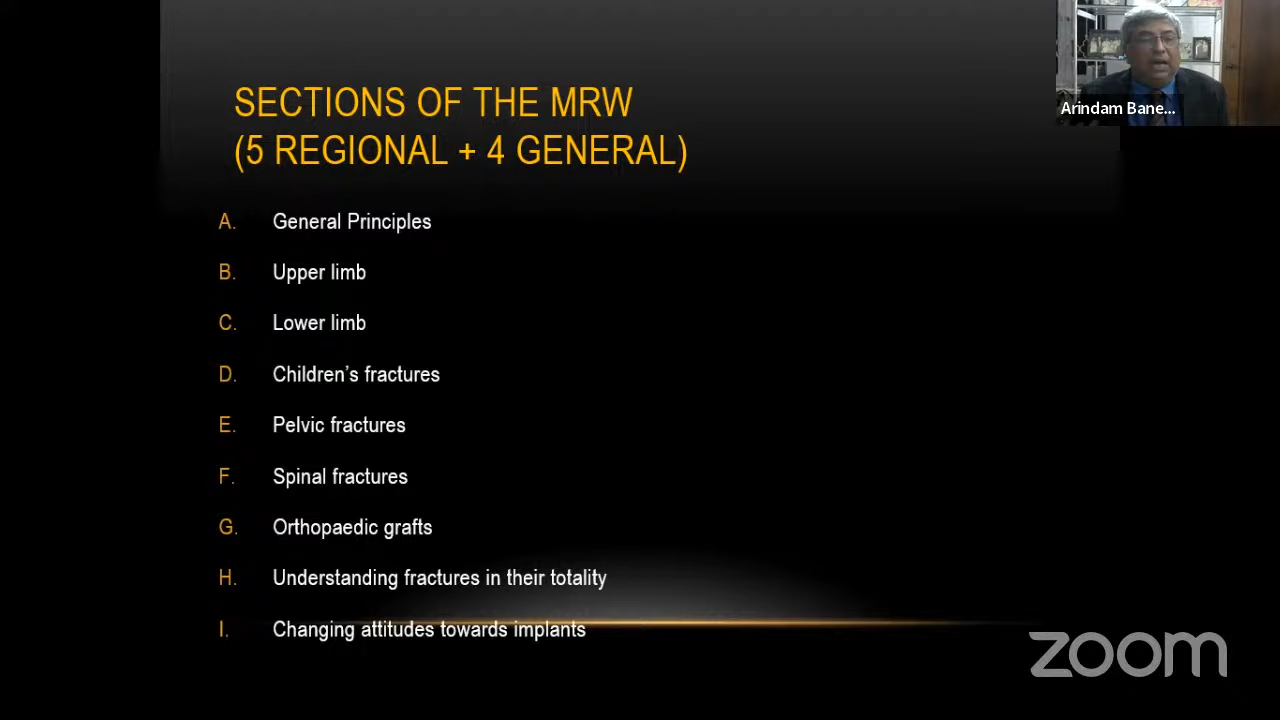 SECTIONS OF THE MRW
(5 REGIONAL + 4 GENERAL)
A. General Principles
B. Upper limb
C. Lower limb
D. Children’s fractures
E. Pelvic fractures
F. Spinal fractures
G. Orthopaedic grafts
H. Understanding fractures in their totality
I. Changing attitudes towards implants
Arindam Bane...
zoom